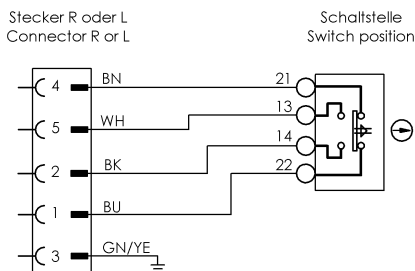 Stecker R oder L
Connector R or L
Schaltstelle
Switch position
4 BN 21
5 WH 13
2 BK 14
1 BU 22
3 GN/YE